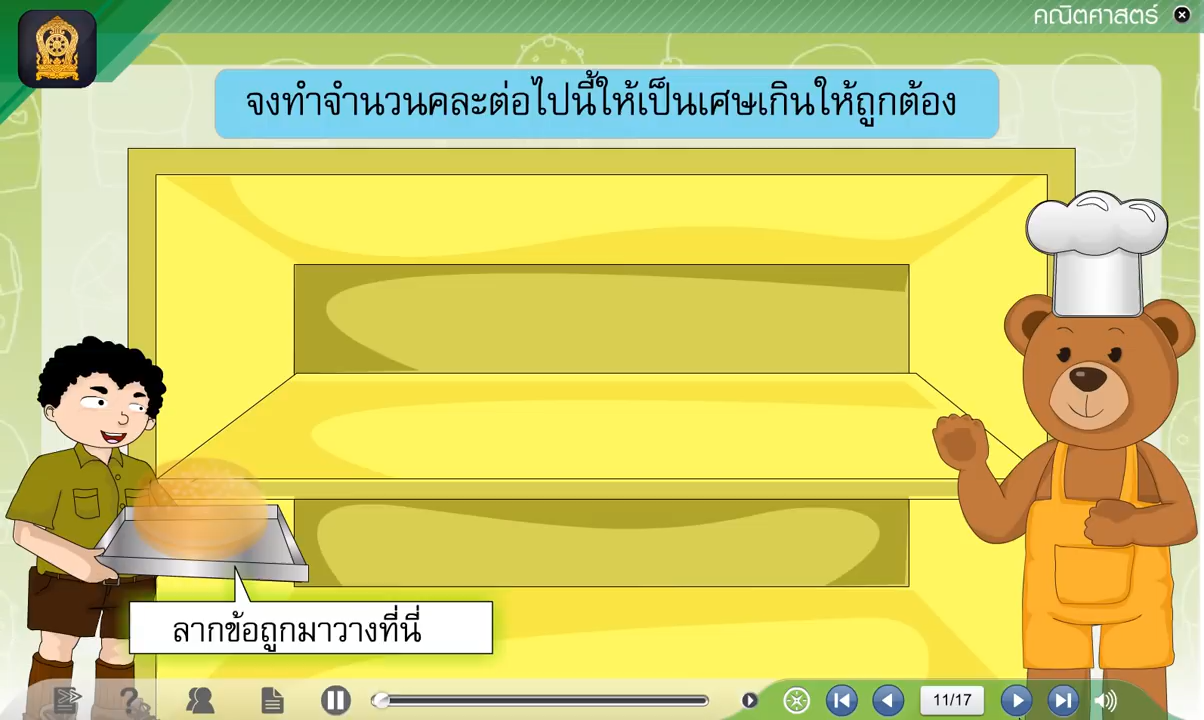 คณิตศาสตร์
จงทำจำนวนคละต่อไปนี้ให้เป็นเศษเกินให้ถูกต้อง
ลากข้อถูกมาวางที่นี่
11/17